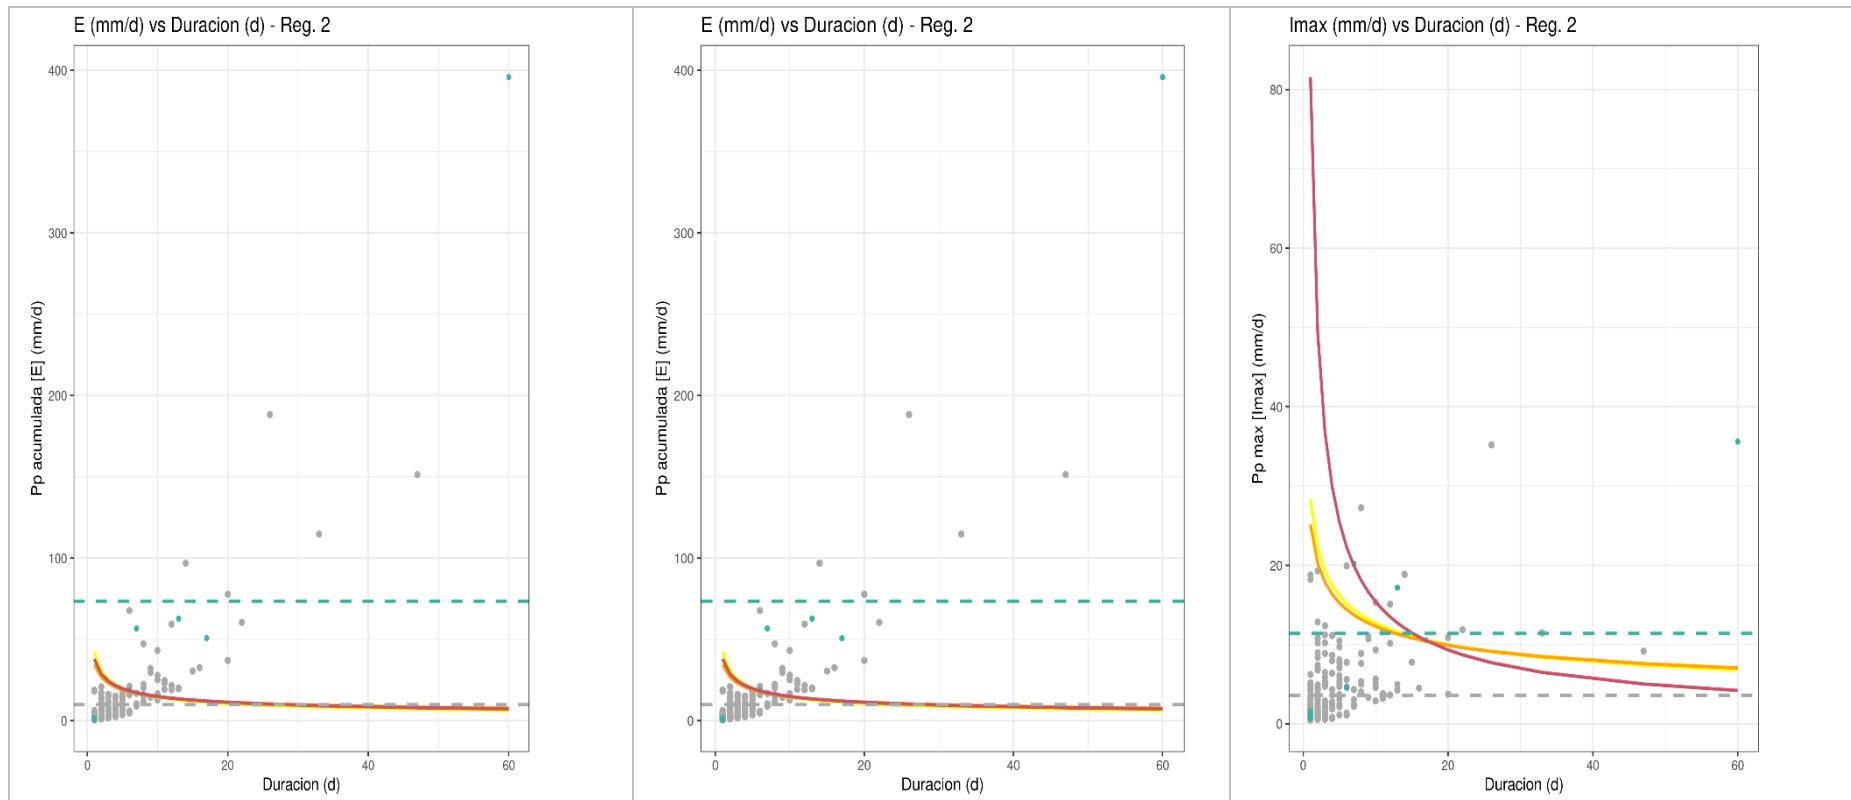 E (mm/d) vs Duracion (d) - Reg. 2
Pp acumulada [E] (mm/d)
400
300
200
100
0
0 20 40 60
Duracion (d)
E (mm/d) vs Duracion (d) - Reg. 2
Pp acumulada [E] (mm/d)
400
300
200
100
0
0 20 40 60
Duracion (d)
Imax (mm/d) vs Duracion (d) - Reg. 2
Pp max [Imax] (mm/d)
80
60
40
20
0
0 20 40 60
Duracion (d)